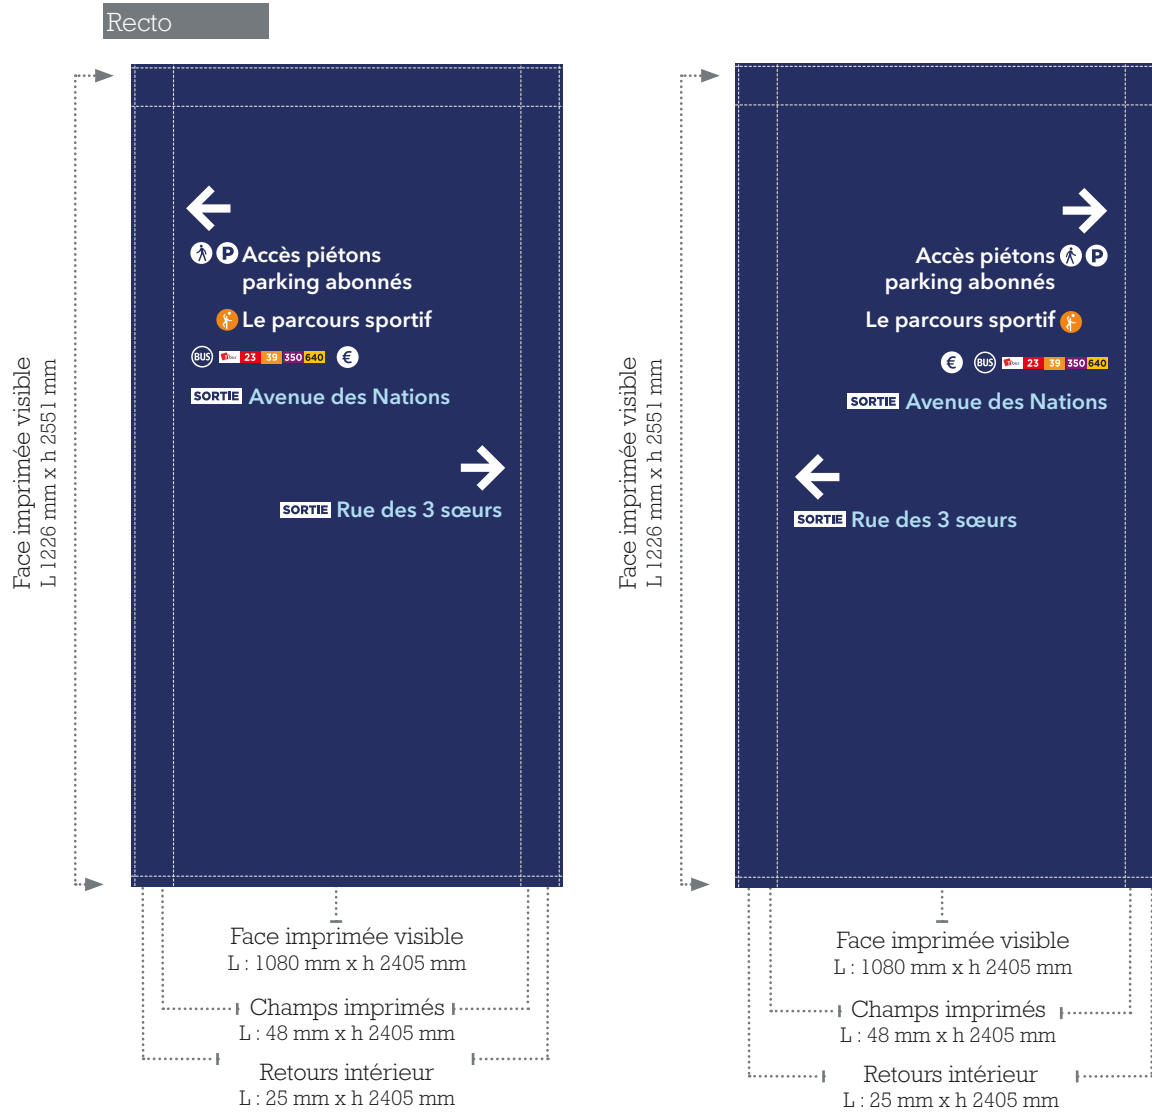 Recto
Face imprimée visible
L 1226 mm x h 2551 mm
Accès piétons
parking abonnés
Le parcours sportif
BUS 23 39 350 640 €
SORTIE Avenue des Nations
SORTIE Rue des 3 sœurs
Face imprimée visible
L : 1080 mm x h 2405 mm
Champs imprimés
L : 48 mm x h 2405 mm
Retours intérieur
L : 25 mm x h 2405 mm
Face imprimée visible
L 1226 mm x h 2551 mm
Accès piétons P
parking abonnés
Le parcours sportif
€ BUS 23 39 350 640
SORTIE Avenue des Nations
SORTIE Rue des 3 sœurs
Face imprimée visible
L : 1080 mm x h 2405 mm
Champs imprimés
L : 48 mm x h 2405 mm
Retours intérieur
L : 25 mm x h 2405 mm